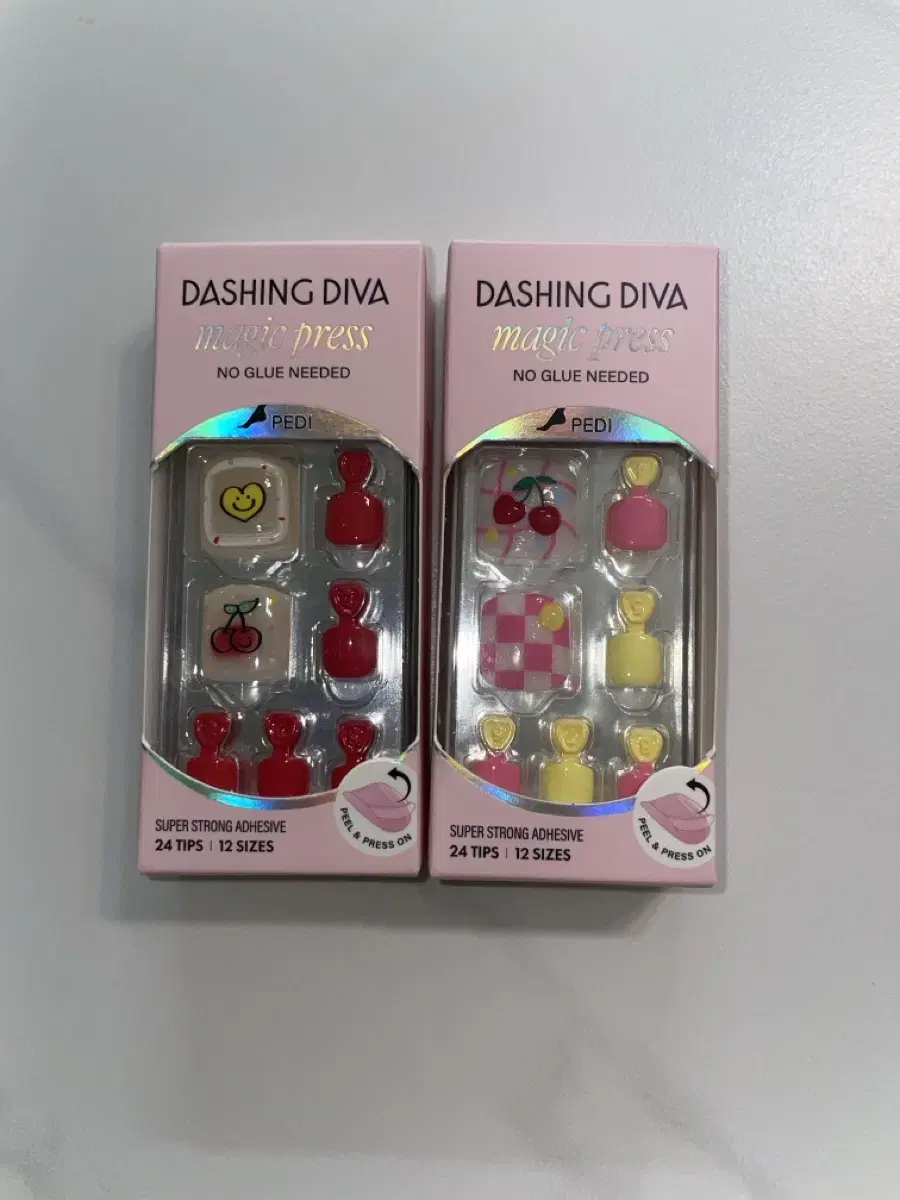 DASHING DIVA
magic press
NO GLUE NEEDED
PEDI
SUPER STRONG ADHESIVE
24 TIPS | 12 SIZES
PEEL & PRESS ON
DASHING DIVA
magic press
NO GLUE NEEDED
PEDI
SUPER STRONG ADHESIVE
24 TIPS | 12 SIZES
PEEL & PRESS ON